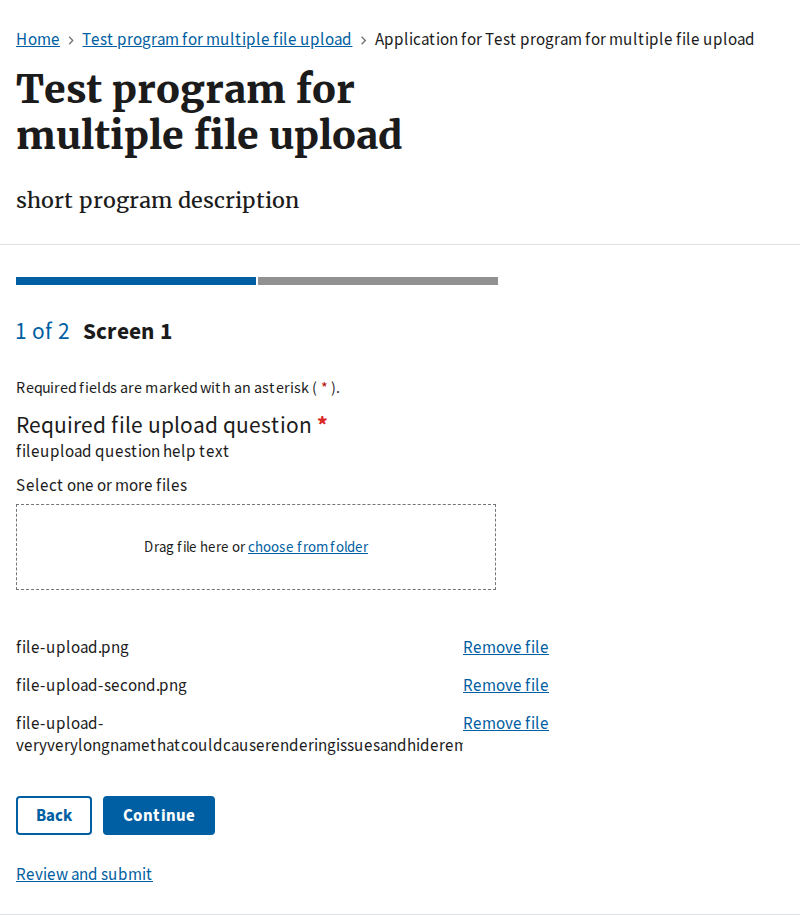 Home › Test program for multiple file upload › Application for Test program for multiple file upload
Test program for
multiple file upload
short program description
1 of 2 Screen 1
Required fields are marked with an asterisk ( * ).
Required file upload question *
fileupload question help text
Select one or more files
Drag file here or choose from folder
file-upload.png Remove file
file-upload-second.png Remove file
file-upload- Remove file
veryverylongnamethatcouldcauserenderingissuesandhiderem
Back Continue
Review and submit